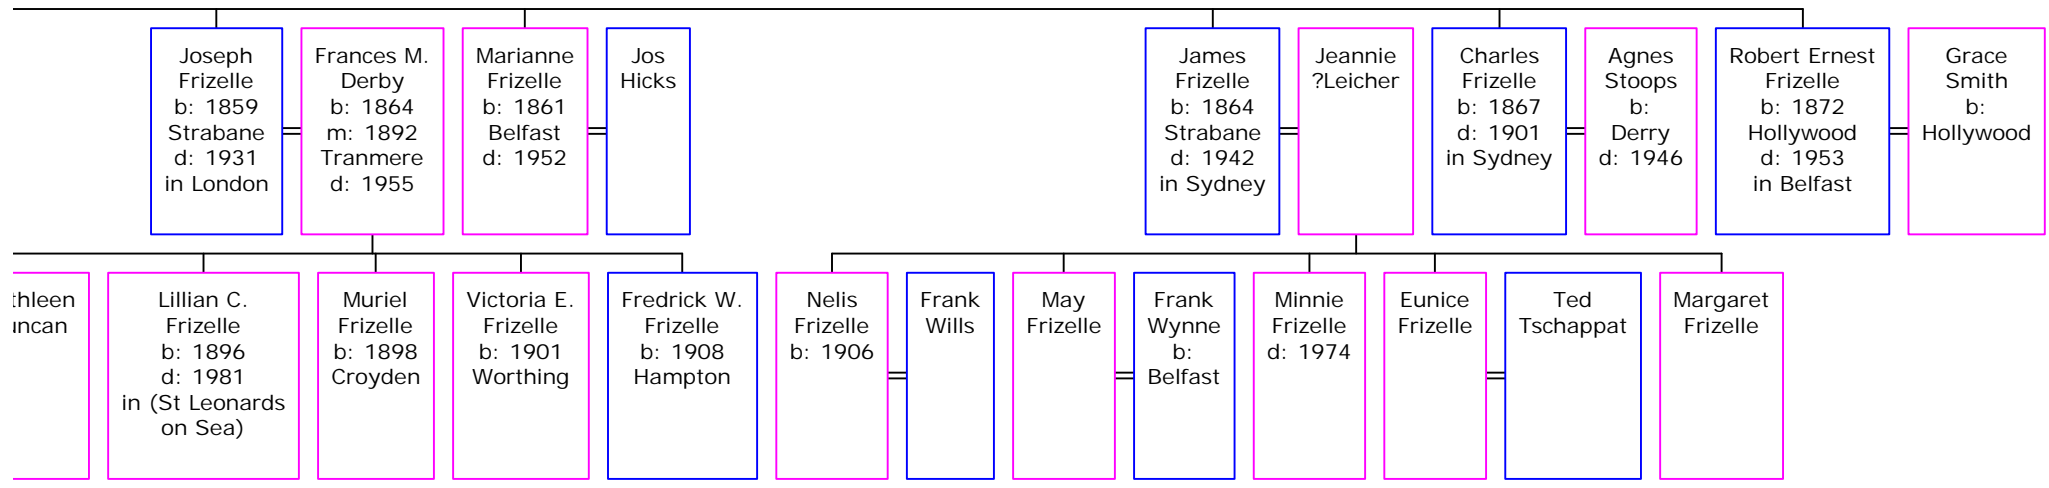 Joseph
Frizelle
b: 1859
Strabane
d: 1931
in London
Frances M.
Derby
b: 1864
m: 1892
Tranmere
d: 1955
Marianne
Frizelle
b: 1861
Belfast
d: 1952
Jos
Hicks
James
Frizelle
b: 1864
Strabane
d: 1942
in Sydney
Jeannie
?Leicher
Charles
Frizelle
b: 1867
d: 1901
in Sydney
Agnes
Stoops
b:
Derry
d: 1946
Robert Ernest
Frizelle
b: 1872
Hollywood
d: 1953
in Belfast
Grace
Smith
b:
Hollywood
thleen
uncan
Lillian C.
Frizelle
b: 1896
d: 1981
in (St Leonards
on Sea)
Muriel
Frizelle
b: 1898
Croyden
Victoria E.
Frizelle
b: 1901
Worthing
Fredrick W.
Frizelle
b: 1908
Hampton
Nelis
Frizelle
b: 1906
Frank
Wills
May
Frizelle
Frank
Wynne
b:
Belfast
Minnie
Frizelle
d: 1974
Eunice
Frizelle
Ted
Tschappat
Margaret
Frizelle